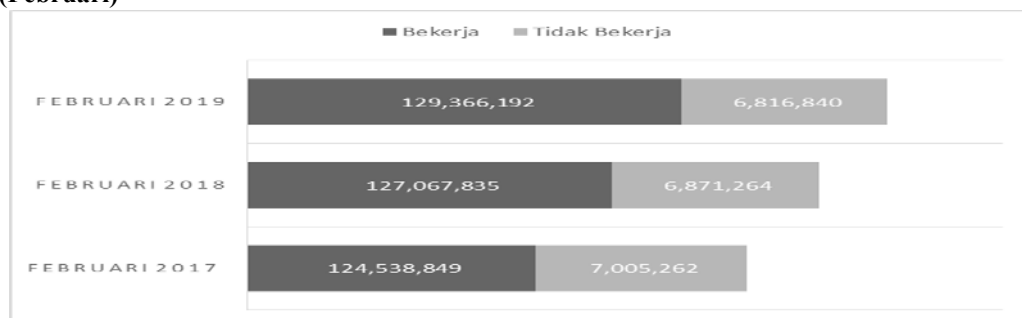 (Februari)
Bekerja Tidak Bekerja
FEBRUARI 2019 129,366,192 6,816,840
FEBRUARI 2018 127,067,835 6,871,264
FEBRUARI 2017 124,538,849 7,005,262